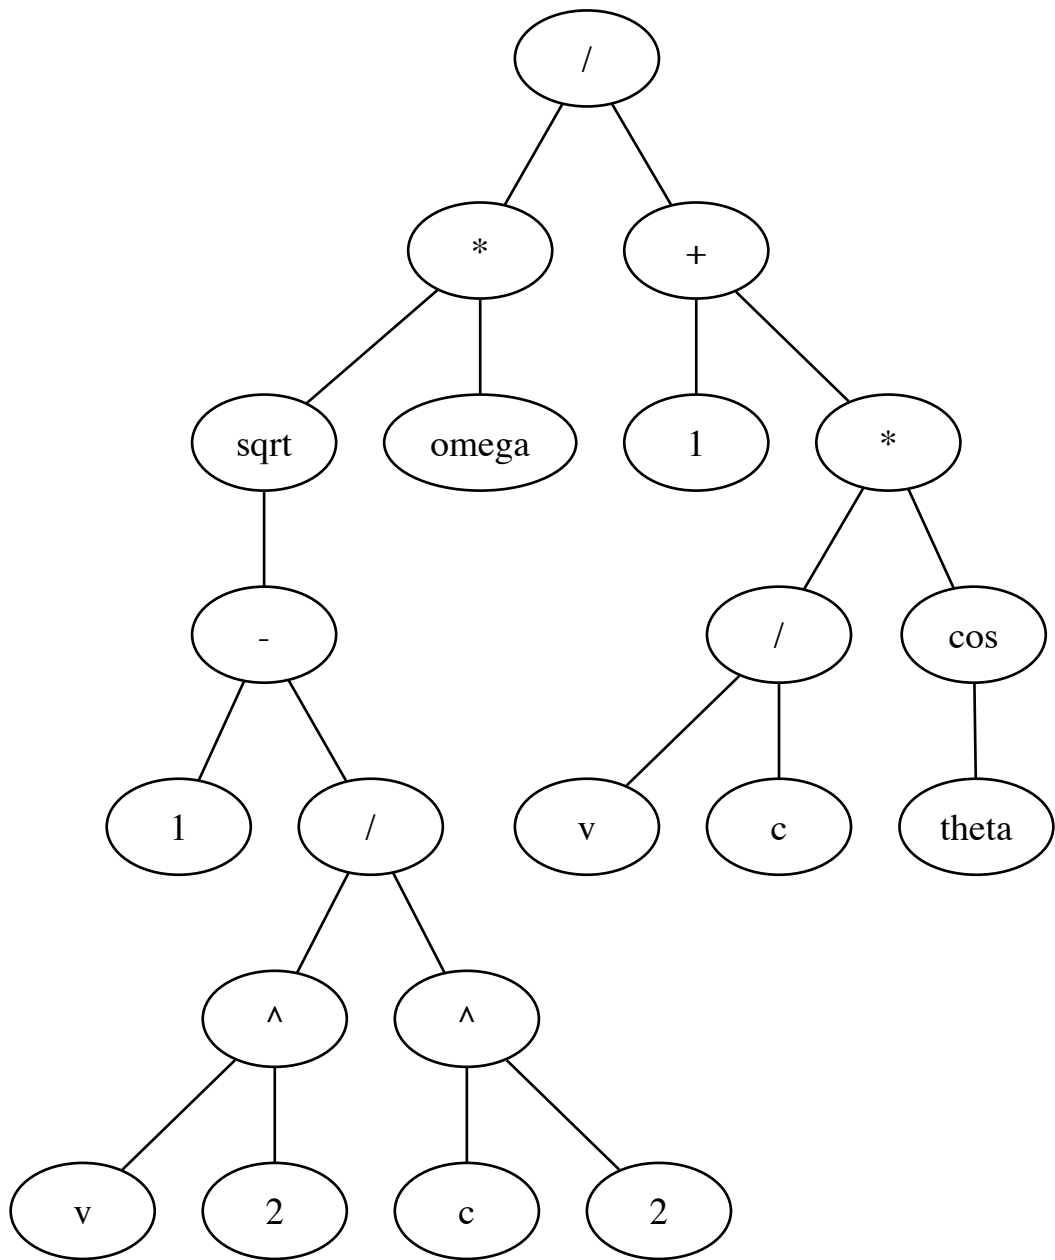 /
* +
sqrt omega 1 *
- / cos
1 / v c theta
^ ^
v 2 c 2